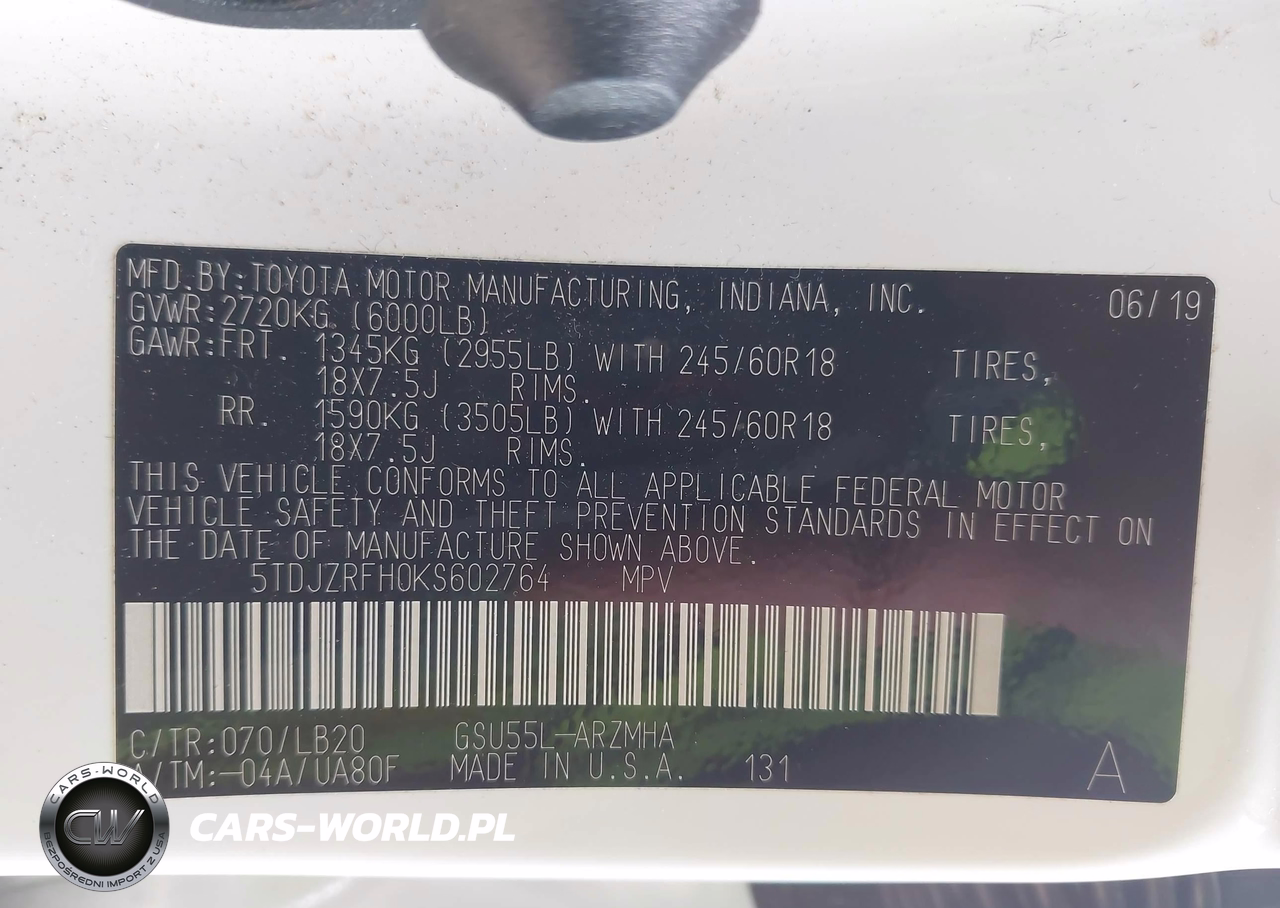 MFD.BY:TOYOTA MOTOR MANUFACTURING, INDIANA, INC. 06/19
GVWR:2720KG (6000LB)
GAWR:FRT. 1345KG (2955LB) WITH 245/60R18 TIRES,
18X7.5J RIMS.
RR. 1590KG (3505LB) WITH 245/60R18 TIRES,
18X7.5J RIMS.
THIS VEHICLE CONFORMS TO ALL APPLICABLE FEDERAL MOTOR
VEHICLE SAFETY AND THEFT PREVENTION STANDARDS IN EFFECT ON
THE DATE OF MANUFACTURE SHOWN ABOVE.
5TDJZRFH0KS602764 MPV
C/TR:070/LB20 GSU55L-ARZMHA
A/TM:-04A/UA80F MADE IN U.S.A. 131 A
CARS-WORLD
CW
BEZPOŚREDNI IMPORT Z USA
CARS-WORLD.PL